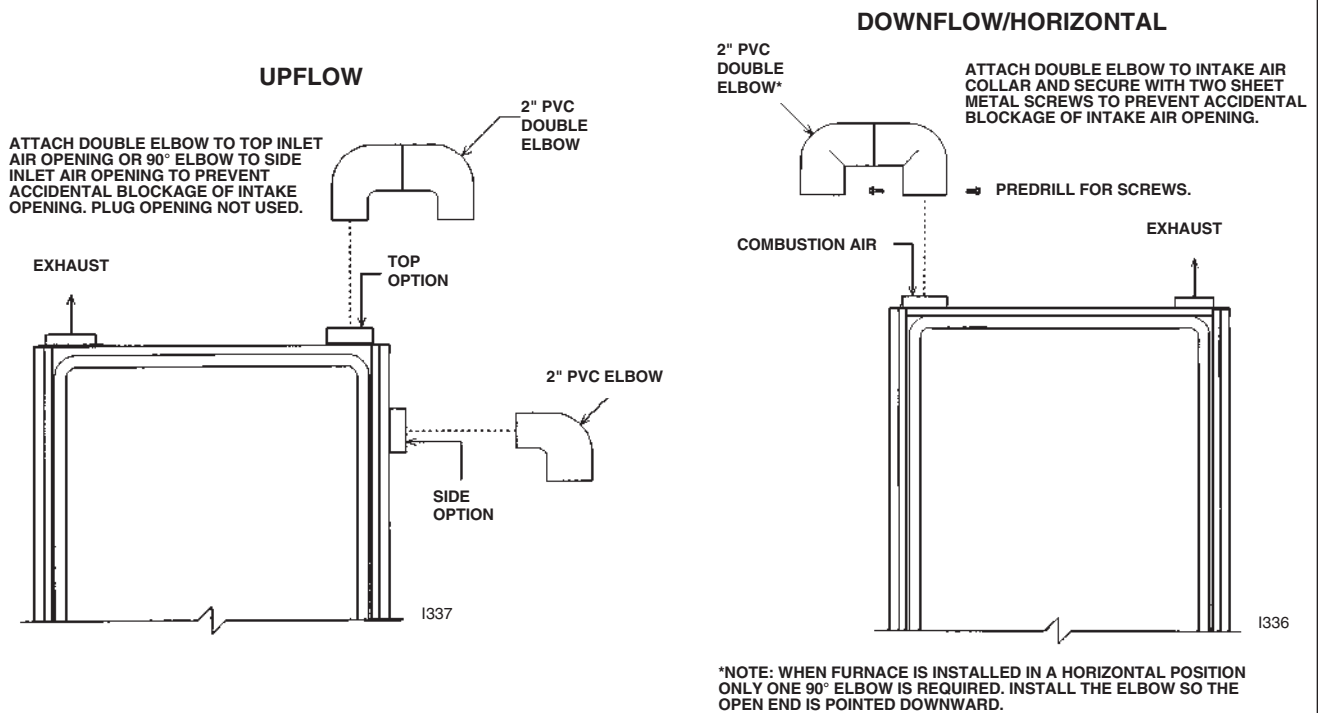 UPFLOW
2" PVC
DOUBLE
ELBOW
ATTACH DOUBLE ELBOW TO TOP INLET
AIR OPENING OR 90° ELBOW TO SIDE
INLET AIR OPENING TO PREVENT
ACCIDENTAL BLOCKAGE OF INTAKE
OPENING. PLUG OPENING NOT USED.
EXHAUST
TOP
OPTION
2" PVC ELBOW
SIDE
OPTION
I337
DOWNFLOW/HORIZONTAL
2" PVC
DOUBLE
ELBOW*
ATTACH DOUBLE ELBOW TO INTAKE AIR
COLLAR AND SECURE WITH TWO SHEET
METAL SCREWS TO PREVENT ACCIDENTAL
BLOCKAGE OF INTAKE AIR OPENING.
PREDRILL FOR SCREWS.
COMBUSTION AIR
EXHAUST
I336
*NOTE: WHEN FURNACE IS INSTALLED IN A HORIZONTAL POSITION
ONLY ONE 90° ELBOW IS REQUIRED. INSTALL THE ELBOW SO THE
OPEN END IS POINTED DOWNWARD.